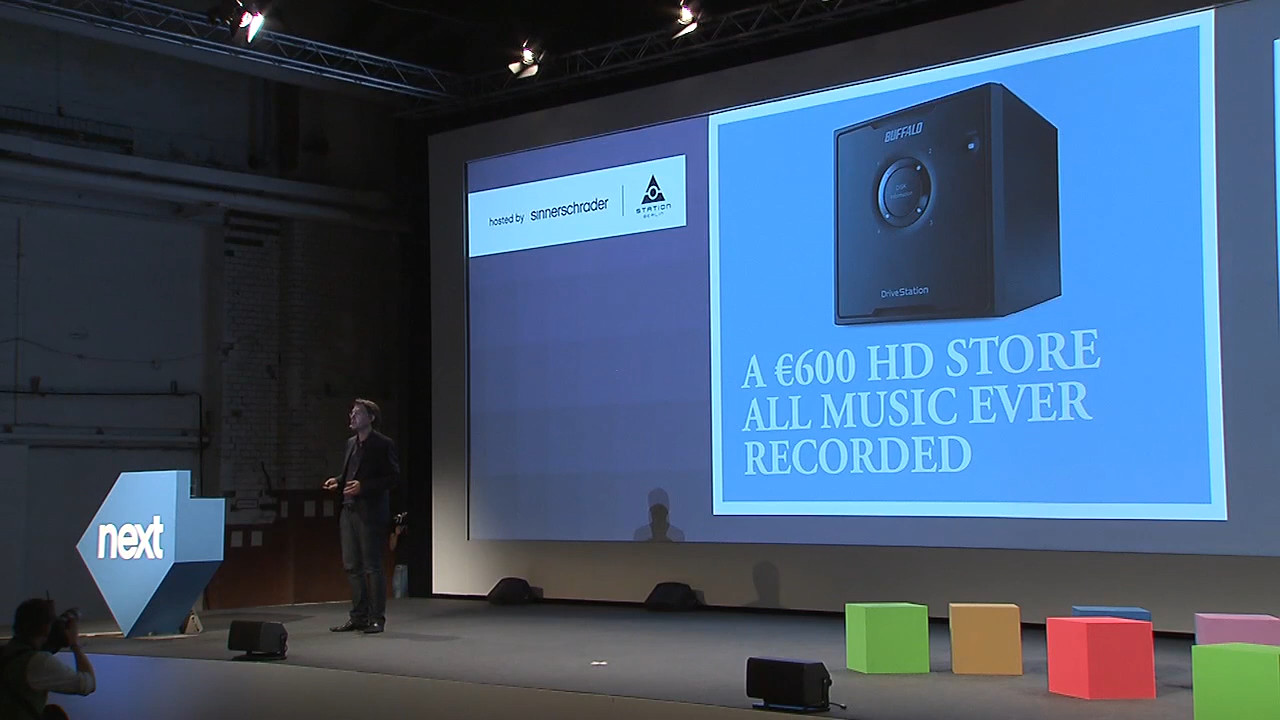 hosted by sinnerschrader
STATION
BERLIN
BUFFALO
DriveStation
A €600 HD STORE
ALL MUSIC EVER
RECORDED
next